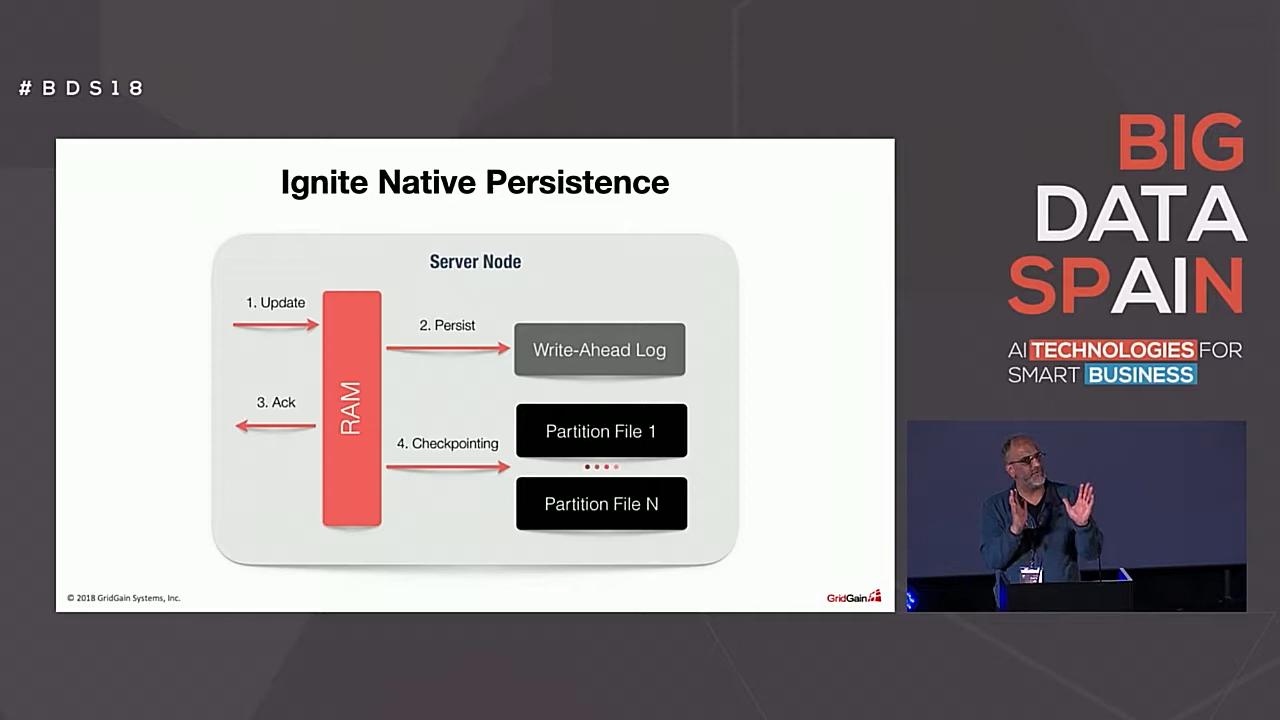 #BDS18
Ignite Native Persistence
Server Node
1. Update
2. Persist
Write-Ahead Log
3. Ack
RAM
4. Checkpointing
Partition File 1
Partition File N
© 2018 GridGain Systems, Inc.
GridGain
BIG
DATA
SPAIN
AI TECHNOLOGIES FOR
SMART BUSINESS